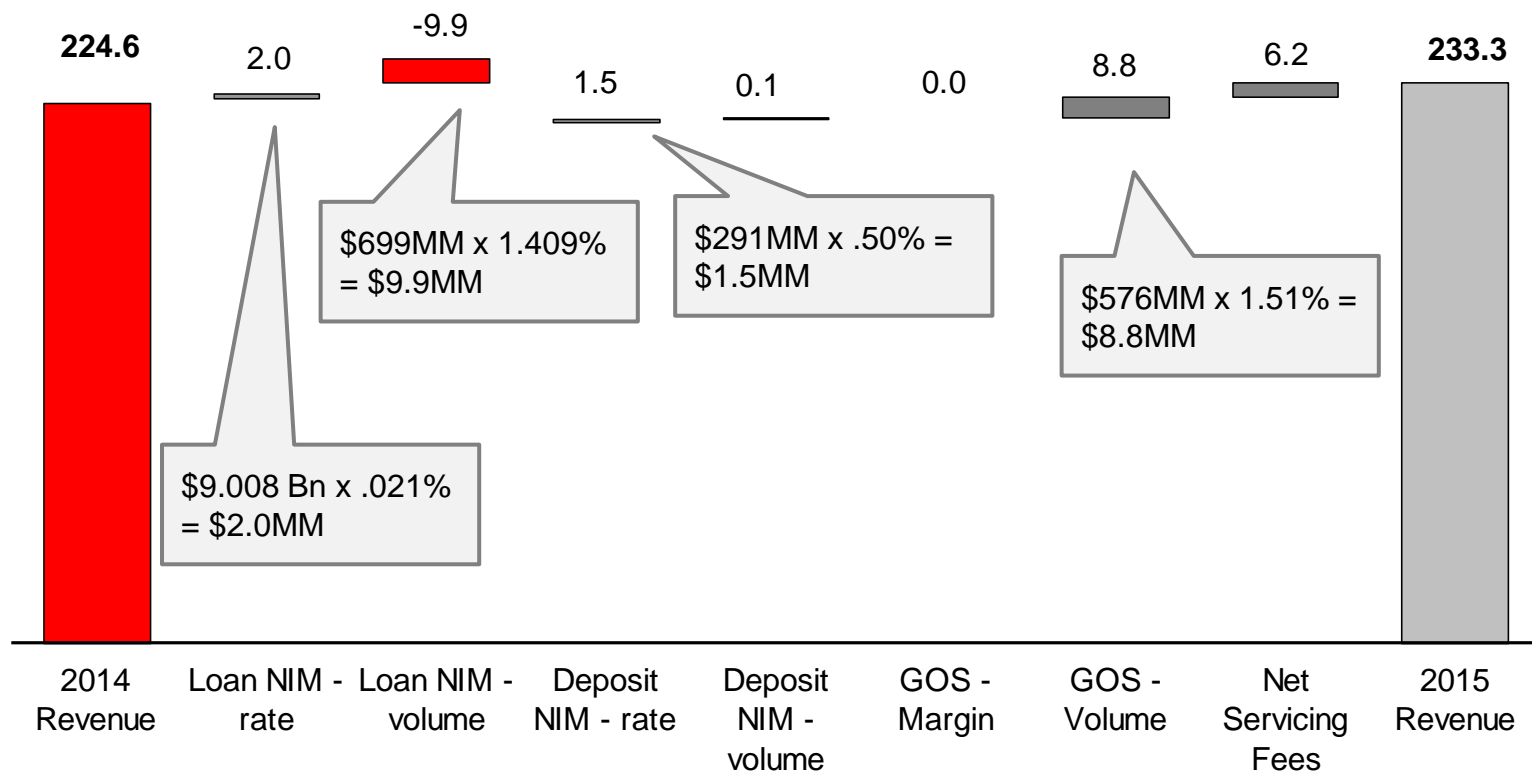 224.6
2.0
-9.9
1.5
0.1
0.0
8.8
6.2
233.3
$699MM x 1.409%
= $9.9MM
$291MM x .50% =
$1.5MM
$576MM x 1.51% =
$8.8MM
$9.008 Bn x .021%
= $2.0MM
2014
Revenue
Loan NIM -
rate
Loan NIM -
volume
Deposit
NIM - rate
Deposit
NIM -
volume
GOS -
Margin
GOS -
Volume
Net
Servicing
Fees
2015
Revenue